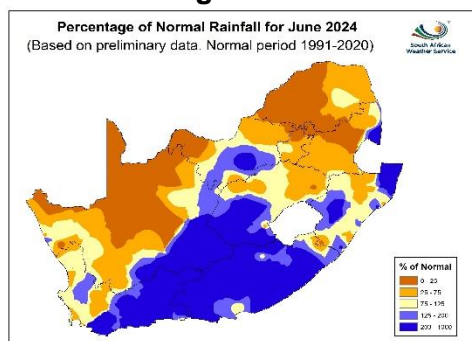 Percentage of Normal Rainfall for June 2024
(Based on preliminary data. Normal period 1991-2020)
South African
Weather Service
% of Normal
0 - 25
25 - 75
75 - 125
125 - 200
200 - 1000